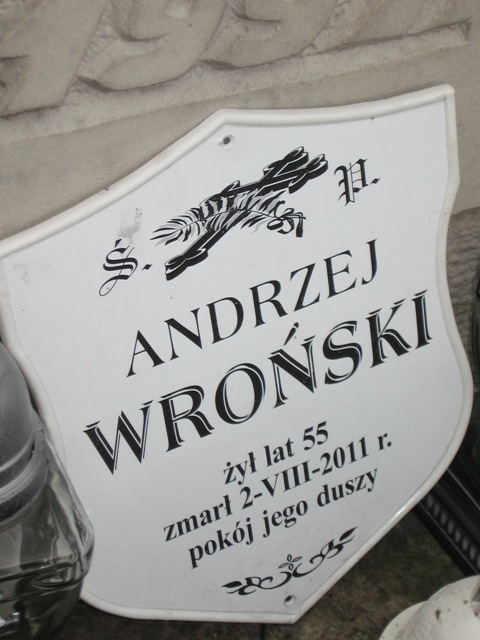 Ś. P.
ANDRZEJ
WROŃSKI
żył lat 55
zmarł 2-VIII-2011 r.
pokój jego duszy